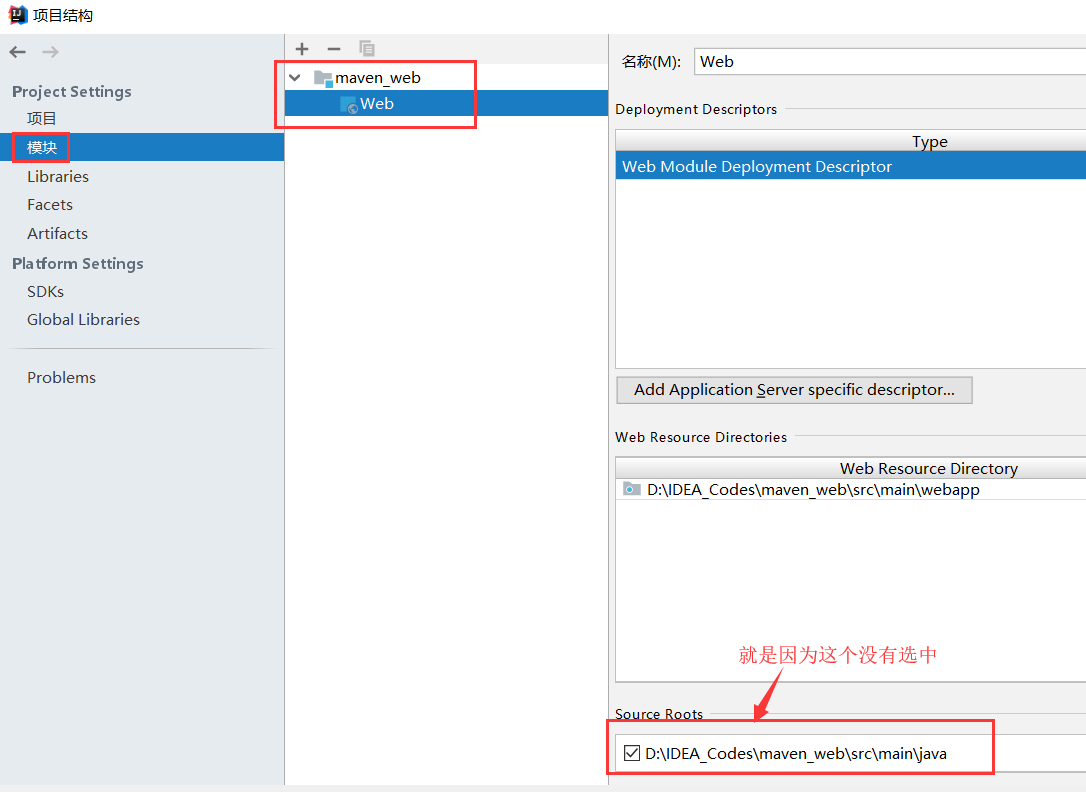 项目结构
Project Settings
项目
模块
Libraries
Facets
Artifacts
Platform Settings
SDKs
Global Libraries
Problems
maven_web
Web
名称(M): Web
Deployment Descriptors
Type
Web Module Deployment Descriptor
Add Application Server specific descriptor...
Web Resource Directories
Web Resource Directory
D:\IDEA_Codes\maven_web\src\main\webapp
就是因为这个没有选中
Source Roots
D:\IDEA_Codes\maven_web\src\main\java